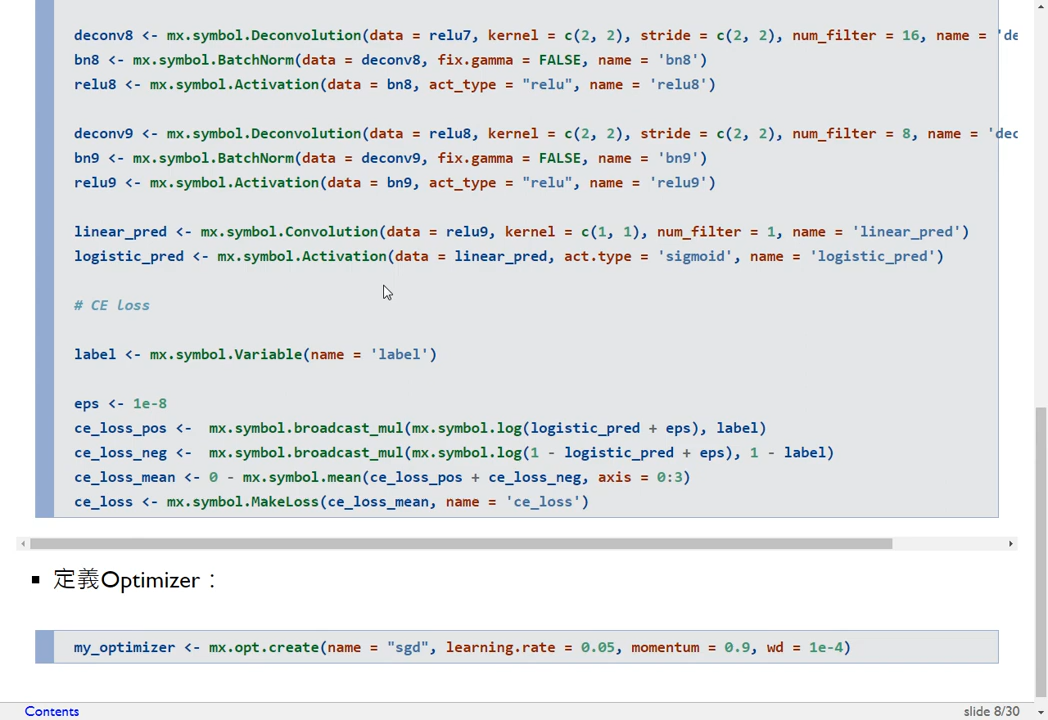 deconv8 <- mx.symbol.Deconvolution(data = relu7, kernel = c(2, 2), stride = c(2, 2), num_filter = 16, name = 'de
bn8 <- mx.symbol.BatchNorm(data = deconv8, fix.gamma = FALSE, name = 'bn8')
relu8 <- mx.symbol.Activation(data = bn8, act_type = "relu", name = 'relu8')
deconv9 <- mx.symbol.Deconvolution(data = relu8, kernel = c(2, 2), stride = c(2, 2), num_filter = 8, name = 'dec
bn9 <- mx.symbol.BatchNorm(data = deconv9, fix.gamma = FALSE, name = 'bn9')
relu9 <- mx.symbol.Activation(data = bn9, act_type = "relu", name = 'relu9')
linear_pred <- mx.symbol.Convolution(data = relu9, kernel = c(1, 1), num_filter = 1, name = 'linear_pred')
logistic_pred <- mx.symbol.Activation(data = linear_pred, act.type = 'sigmoid', name = 'logistic_pred')
# CE loss
label <- mx.symbol.Variable(name = 'label')
eps <- 1e-8
ce_loss_pos <-  mx.symbol.broadcast_mul(mx.symbol.log(logistic_pred + eps), label)
ce_loss_neg <-  mx.symbol.broadcast_mul(mx.symbol.log(1 - logistic_pred + eps), 1 - label)
ce_loss_mean <- 0 - mx.symbol.mean(ce_loss_pos + ce_loss_neg, axis = 0:3)
ce_loss <- mx.symbol.MakeLoss(ce_loss_mean, name = 'ce_loss')
▪ 定義Optimizer：
my_optimizer <- mx.opt.create(name = "sgd", learning.rate = 0.05, momentum = 0.9, wd = 1e-4)
Contents
slide 8/30